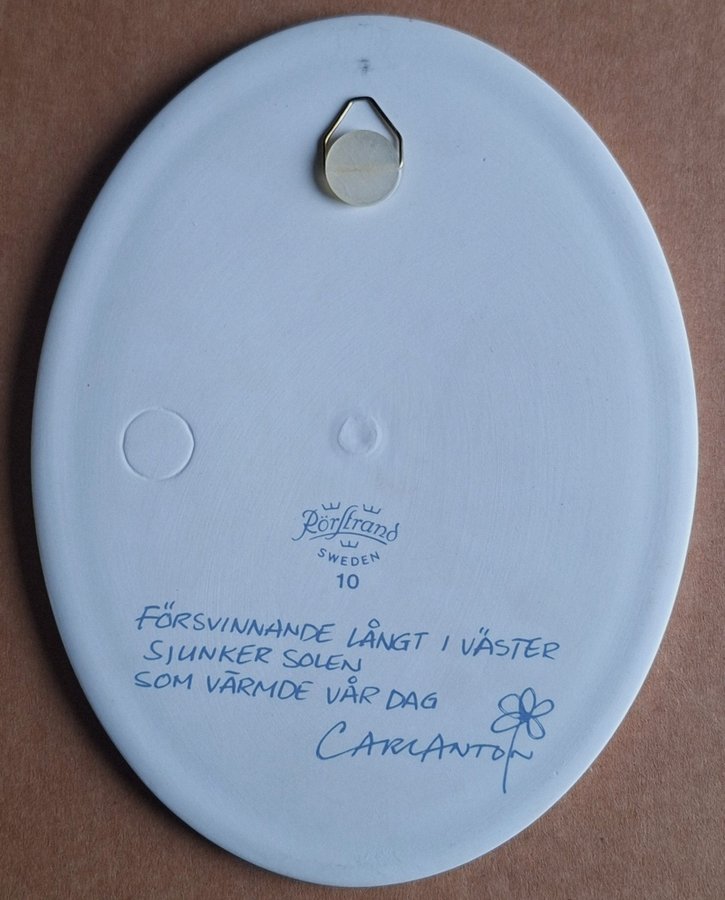 Rörstrand
SWEDEN
10
FÖRSVINNANDE LÅNGT I VÄSTER
SJUNKER SOLEN
SOM VÄRMDE VÅR DAG
CARLANTON